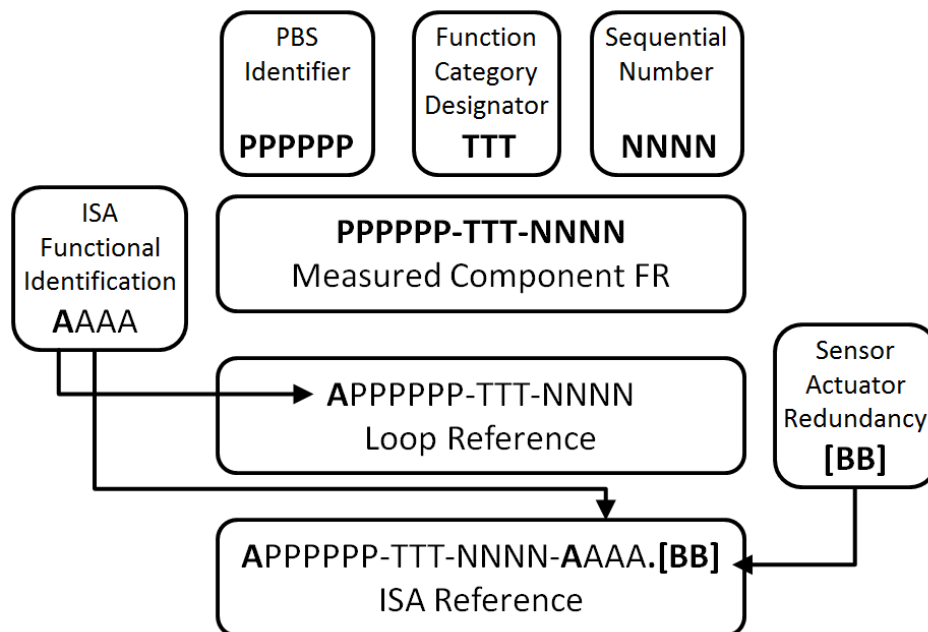 PBS
Identifier
PPPPPP
Function
Category
Designator
TTT
Sequential
Number
NNNN
ISA
Functional
Identification
AAAA
PPPPPP-TTT-NNNN
Measured Component FR
APPPPPP-TTT-NNNN
Loop Reference
Sensor
Actuator
Redundancy
[BB]
APPPPPP-TTT-NNNN-AAAA.[BB]
ISA Reference